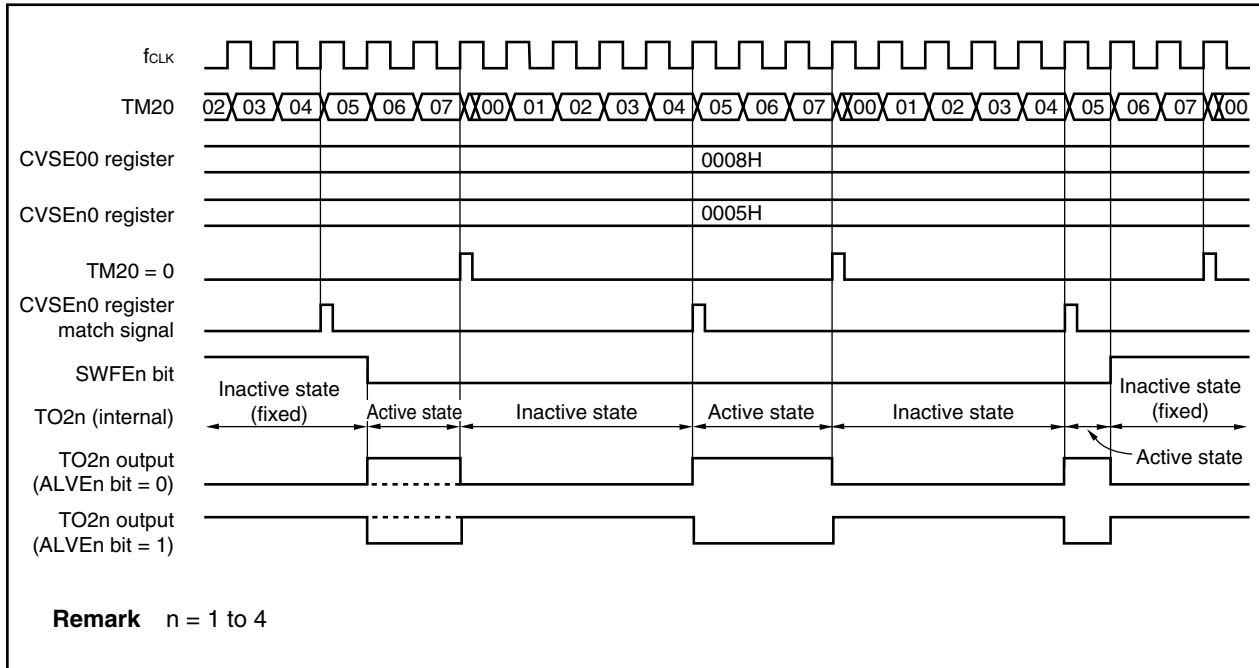 fCLK
TM20 02 03 04 05 06 07 00 01 02 03 04 05 06 07 00 01 02 03 04 05 06 07 00
CVSE00 register 0008H
CVSEn0 register 0005H
TM20 = 0
CVSEn0 register
match signal
SWFEn bit
Inactive state
(fixed)
Inactive state
(fixed)
TO2n (internal) Active state Inactive state Active state Inactive state
Active state
TO2n output
(ALVEn bit = 0)
TO2n output
(ALVEn bit = 1)
Remark n = 1 to 4